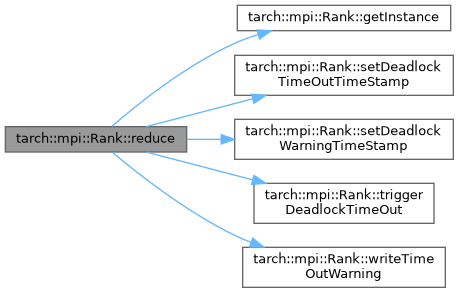 tarch::mpi::Rank::reduce
tarch::mpi::Rank::getInstance
tarch::mpi::Rank::setDeadlock
TimeOutTimeStamp
tarch::mpi::Rank::setDeadlock
WarningTimeStamp
tarch::mpi::Rank::trigger
DeadlockTimeOut
tarch::mpi::Rank::writeTime
OutWarning